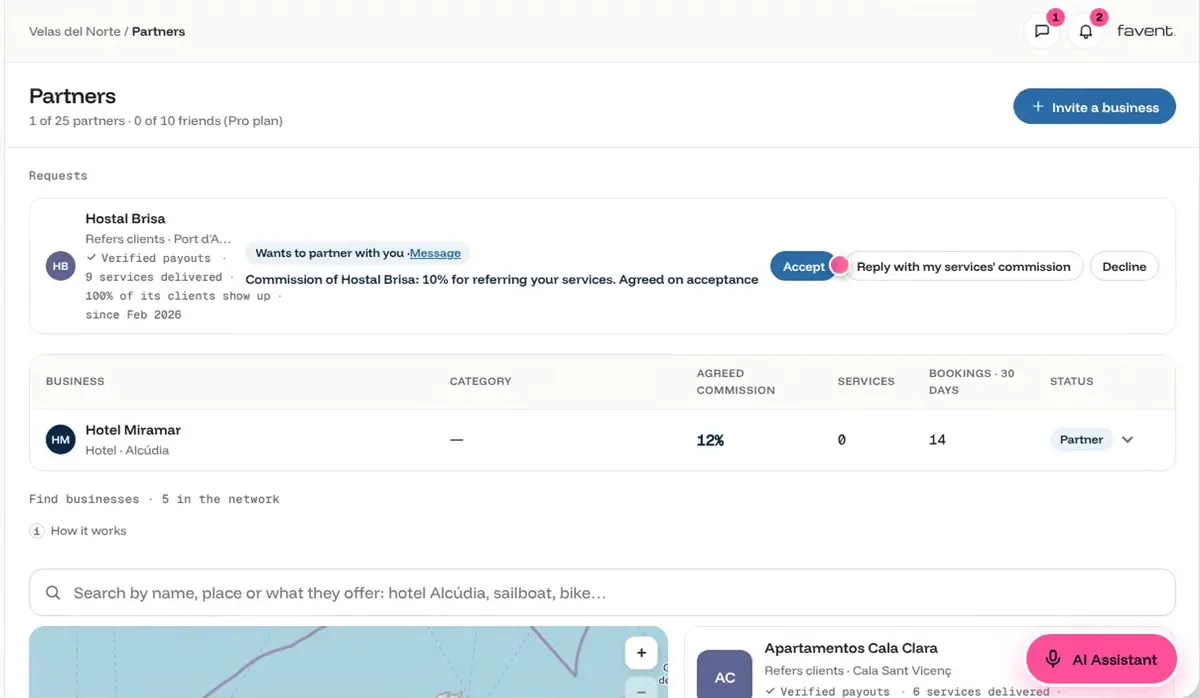 Velas del Norte / Partners
1
2
favent.
Partners
1 of 25 partners · 0 of 10 friends (Pro plan)
+ Invite a business
Requests
HB
Hostal Brisa
Refers clients · Port d'A...
✓ Verified payouts ·
9 services delivered ·
100% of its clients show up ·
since Feb 2026
Wants to partner with you · Message
Commission of Hostal Brisa: 10% for referring your services. Agreed on acceptance
Accept
Reply with my services' commission
Decline
BUSINESS
CATEGORY
AGREED
COMMISSION
SERVICES
BOOKINGS · 30
DAYS
STATUS
HM
Hotel Miramar
Hotel · Alcúdia
—
12%
0
14
Partner
Find businesses · 5 in the network
i How it works
Search by name, place or what they offer: hotel Alcúdia, sailboat, bike...
+
−
AC
Apartamentos Cala Clara
Refers clients · Cala Sant Vicenç
✓ Verified payouts · 6 services delivered ·
AI Assistant